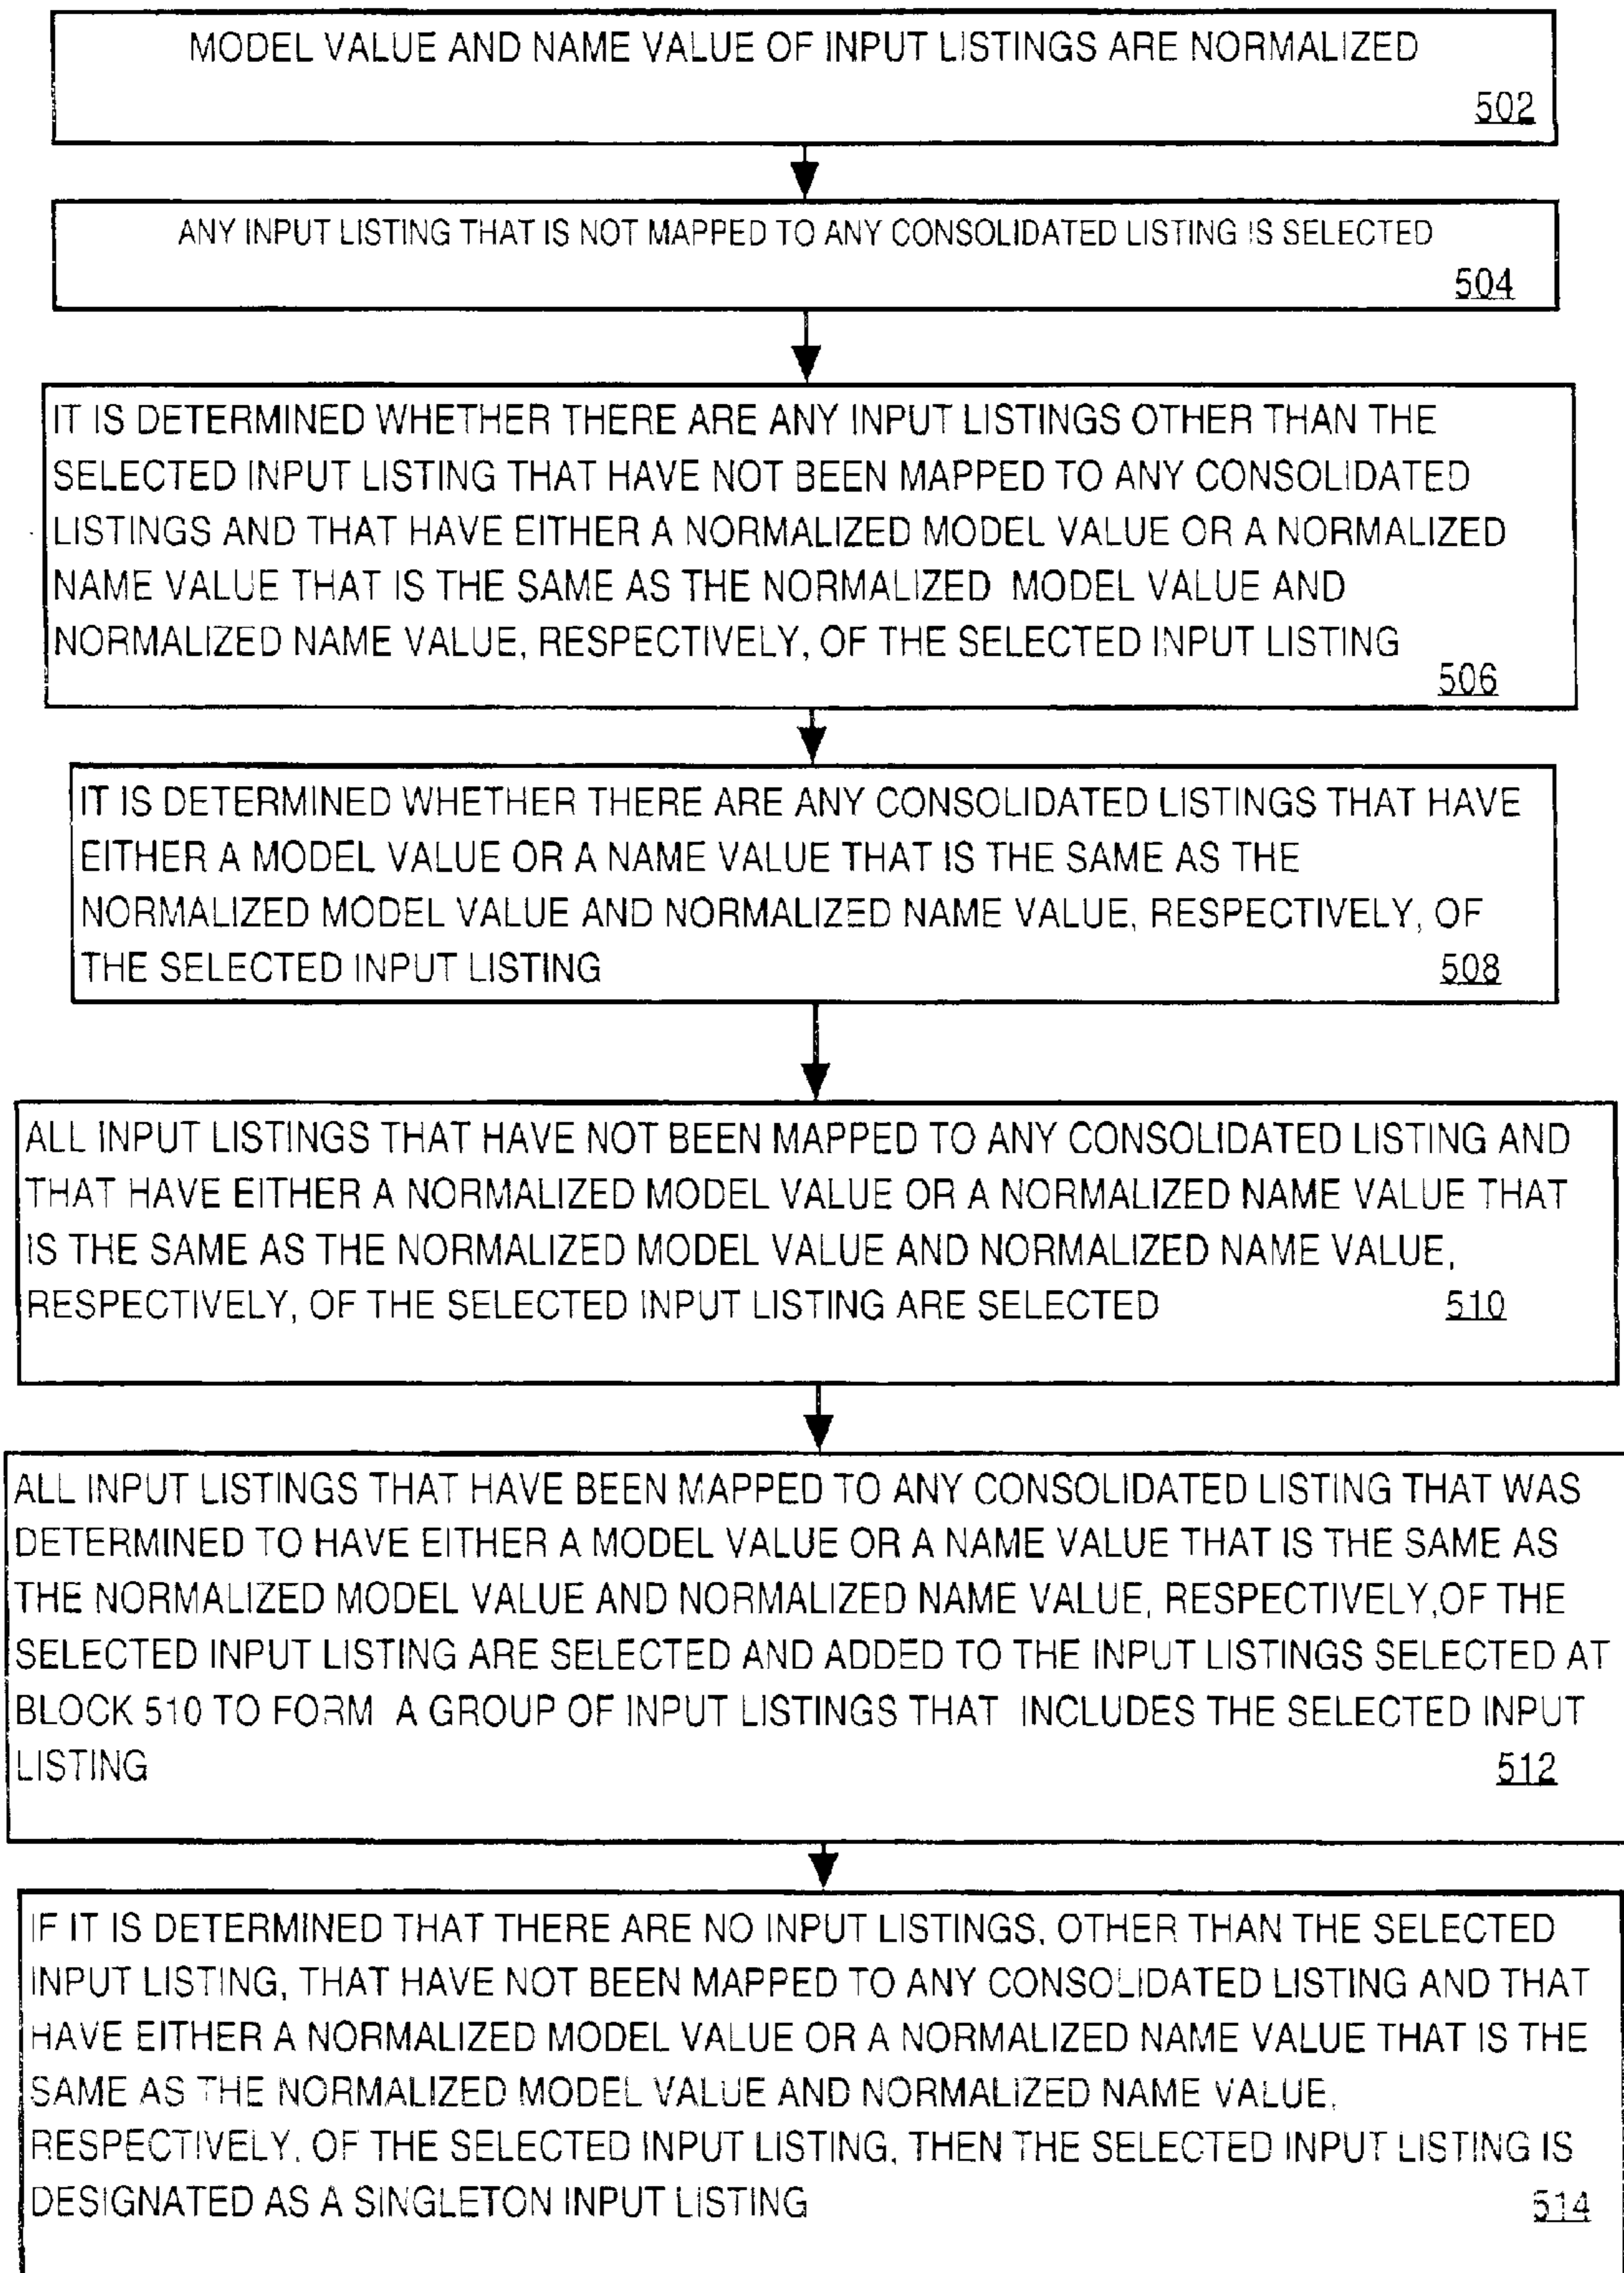 MODEL VALUE AND NAME VALUE OF INPUT LISTINGS ARE NORMALIZED
502
ANY INPUT LISTING THAT IS NOT MAPPED TO ANY CONSOLIDATED LISTING IS SELECTED
504
IT IS DETERMINED WHETHER THERE ARE ANY INPUT LISTINGS OTHER THAN THE
SELECTED INPUT LISTING THAT HAVE NOT BEEN MAPPED TO ANY CONSOLIDATED
LISTINGS AND THAT HAVE EITHER A NORMALIZED MODEL VALUE OR A NORMALIZED
NAME VALUE THAT IS THE SAME AS THE NORMALIZED MODEL VALUE AND
NORMALIZED NAME VALUE, RESPECTIVELY, OF THE SELECTED INPUT LISTING
506
IT IS DETERMINED WHETHER THERE ARE ANY CONSOLIDATED LISTINGS THAT HAVE
EITHER A MODEL VALUE OR A NAME VALUE THAT IS THE SAME AS THE
NORMALIZED MODEL VALUE AND NORMALIZED NAME VALUE, RESPECTIVELY, OF
THE SELECTED INPUT LISTING 508
ALL INPUT LISTINGS THAT HAVE NOT BEEN MAPPED TO ANY CONSOLIDATED LISTING AND
THAT HAVE EITHER A NORMALIZED MODEL VALUE OR A NORMALIZED NAME VALUE THAT
IS THE SAME AS THE NORMALIZED MODEL VALUE AND NORMALIZED NAME VALUE,
RESPECTIVELY, OF THE SELECTED INPUT LISTING ARE SELECTED 510
ALL INPUT LISTINGS THAT HAVE BEEN MAPPED TO ANY CONSOLIDATED LISTING THAT WAS
DETERMINED TO HAVE EITHER A MODEL VALUE OR A NAME VALUE THAT IS THE SAME AS
THE NORMALIZED MODEL VALUE AND NORMALIZED NAME VALUE, RESPECTIVELY,OF THE
SELECTED INPUT LISTING ARE SELECTED AND ADDED TO THE INPUT LISTINGS SELECTED AT
BLOCK 510 TO FORM A GROUP OF INPUT LISTINGS THAT INCLUDES THE SELECTED INPUT
LISTING 512
IF IT IS DETERMINED THAT THERE ARE NO INPUT LISTINGS, OTHER THAN THE SELECTED
INPUT LISTING, THAT HAVE NOT BEEN MAPPED TO ANY CONSOLIDATED LISTING AND THAT
HAVE EITHER A NORMALIZED MODEL VALUE OR A NORMALIZED NAME VALUE THAT IS THE
SAME AS THE NORMALIZED MODEL VALUE AND NORMALIZED NAME VALUE,
RESPECTIVELY, OF THE SELECTED INPUT LISTING, THEN THE SELECTED INPUT LISTING IS
DESIGNATED AS A SINGLETON INPUT LISTING 514